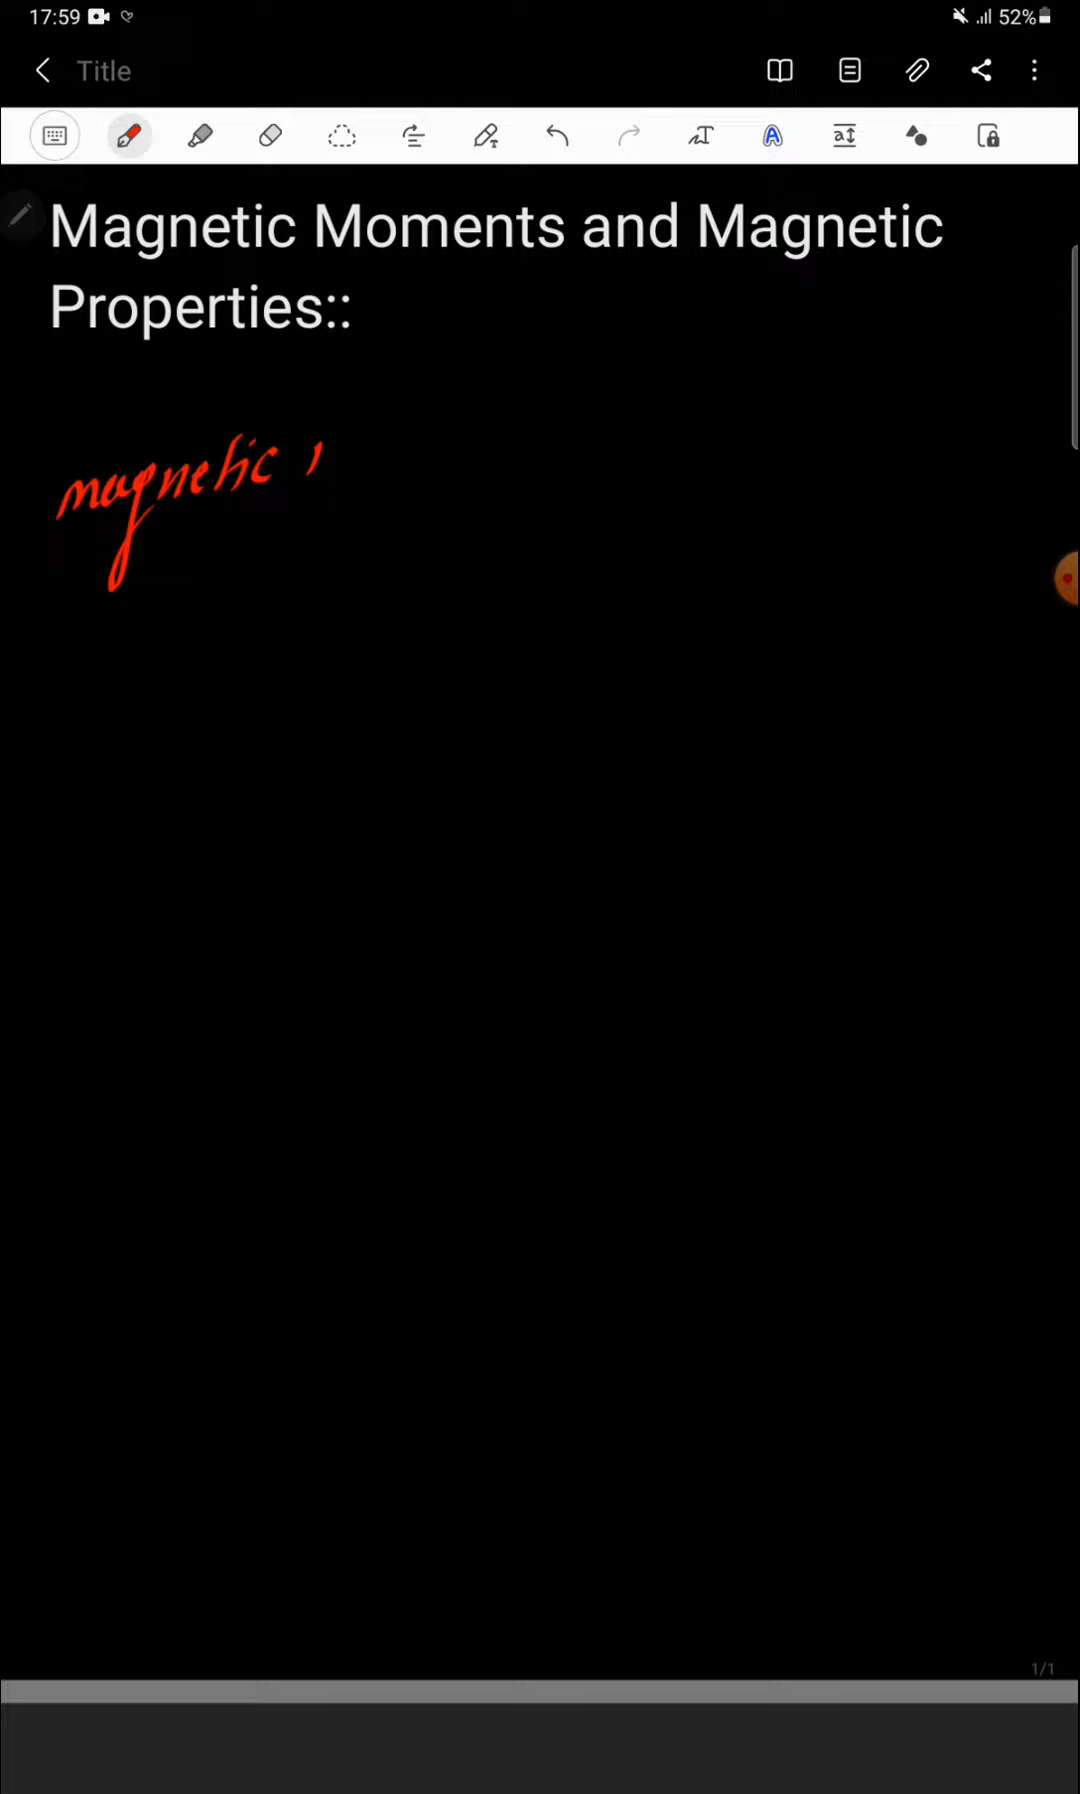 17:59 52%
Title
Magnetic Moments and Magnetic
Properties::
magnetic
1/1